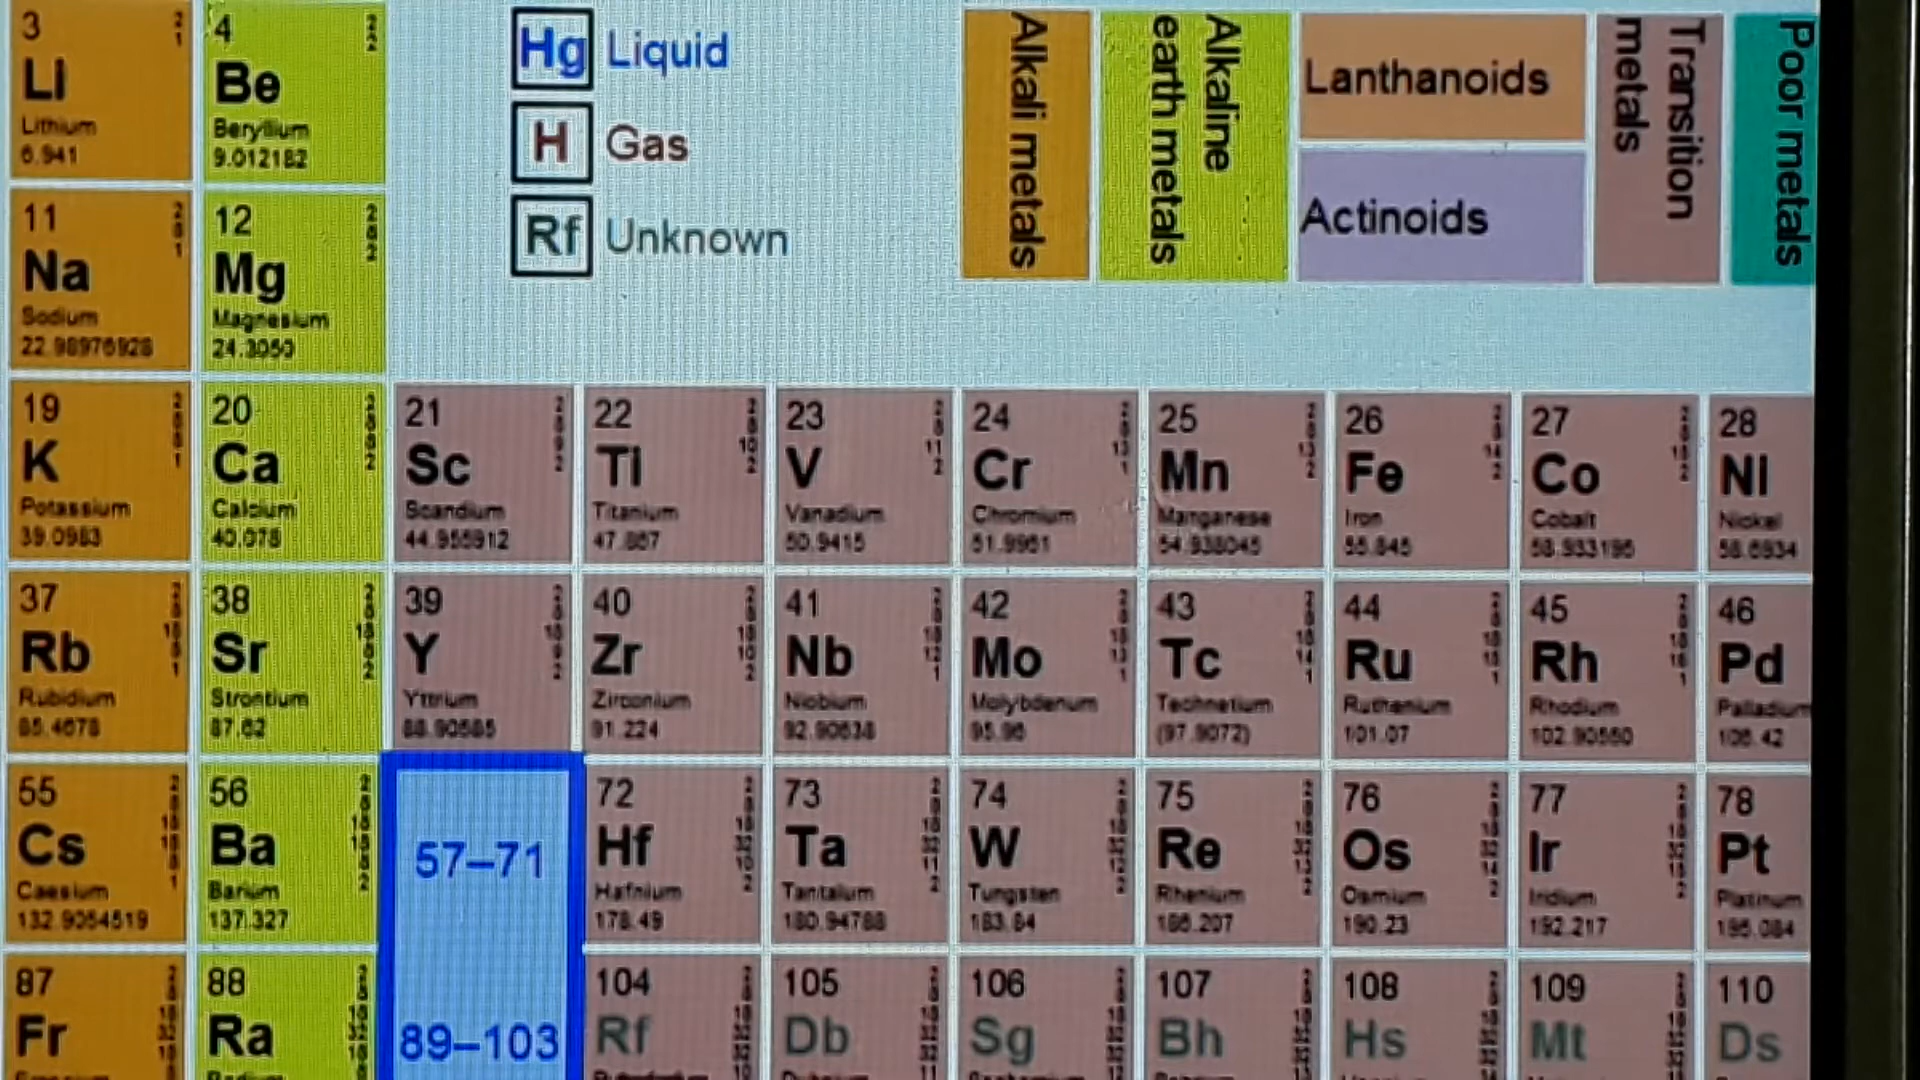 3
Li
Lithium
6.941
4
Be
Beryllium
9.012182
Hg Liquid
H Gas
Rf Unknown
Alkali metals
Alkaline
earth metals
Lanthanoids
Actinoids
Transition
metals
Poor metals
11
Na
Sodium
22.98976928
12
Mg
Magnesium
24.3050
19
K
Potassium
39.0983
20
Ca
Calcium
40.078
21
Sc
Scandium
44.955912
22
Ti
Titanium
47.867
23
V
Vanadium
50.9415
24
Cr
Chromium
51.9961
25
Mn
Manganese
54.938045
26
Fe
Iron
55.845
27
Co
Cobalt
58.933195
28
Ni
Nickel
58.6934
37
Rb
Rubidium
85.4678
38
Sr
Strontium
87.62
39
Y
Yttrium
88.90585
40
Zr
Zirconium
91.224
41
Nb
Niobium
92.90638
42
Mo
Molybdenum
95.96
43
Tc
Technetium
(97.9072)
44
Ru
Ruthenium
101.07
45
Rh
Rhodium
102.90550
46
Pd
Palladium
106.42
55
Cs
Caesium
132.9054519
56
Ba
Barium
137.327
57–71
72
Hf
Hafnium
178.49
73
Ta
Tantalum
180.94788
74
W
Tungsten
183.84
75
Re
Rhenium
186.207
76
Os
Osmium
190.23
77
Ir
Iridium
192.217
78
Pt
Platinum
195.084
87
Fr
88
Ra
89–103
104
Rf
105
Db
106
Sg
107
Bh
108
Hs
109
Mt
110
Ds